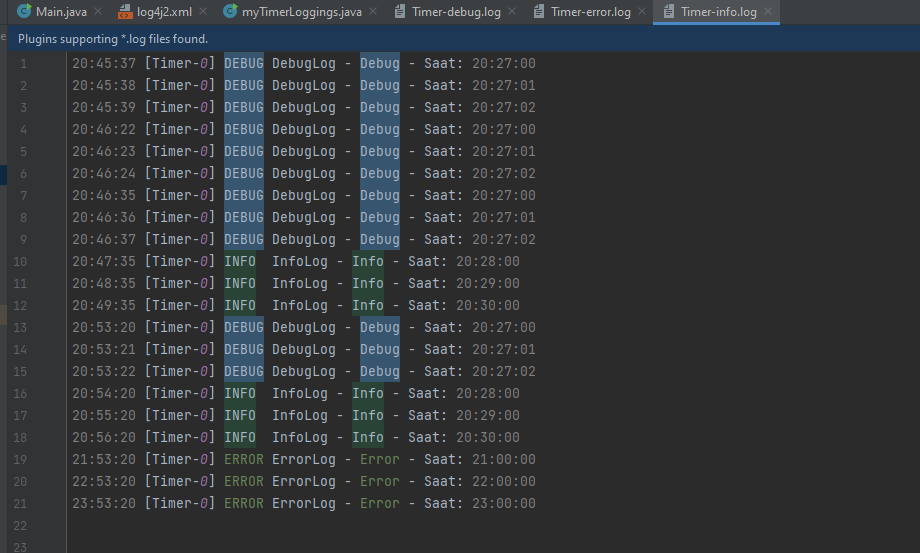 Main.java log4j2.xml myTimerLoggings.java Timer-debug.log Timer-error.log Timer-info.log
Plugins supporting *.log files found.
1 20:45:37 [Timer-0] DEBUG DebugLog - Debug - Saat: 20:27:00
2 20:45:38 [Timer-0] DEBUG DebugLog - Debug - Saat: 20:27:01
3 20:45:39 [Timer-0] DEBUG DebugLog - Debug - Saat: 20:27:02
4 20:46:22 [Timer-0] DEBUG DebugLog - Debug - Saat: 20:27:00
5 20:46:23 [Timer-0] DEBUG DebugLog - Debug - Saat: 20:27:01
6 20:46:24 [Timer-0] DEBUG DebugLog - Debug - Saat: 20:27:02
7 20:46:35 [Timer-0] DEBUG DebugLog - Debug - Saat: 20:27:00
8 20:46:36 [Timer-0] DEBUG DebugLog - Debug - Saat: 20:27:01
9 20:46:37 [Timer-0] DEBUG DebugLog - Debug - Saat: 20:27:02
10 20:47:35 [Timer-0] INFO  InfoLog - Info - Saat: 20:28:00
11 20:48:35 [Timer-0] INFO  InfoLog - Info - Saat: 20:29:00
12 20:49:35 [Timer-0] INFO  InfoLog - Info - Saat: 20:30:00
13 20:53:20 [Timer-0] DEBUG DebugLog - Debug - Saat: 20:27:00
14 20:53:21 [Timer-0] DEBUG DebugLog - Debug - Saat: 20:27:01
15 20:53:22 [Timer-0] DEBUG DebugLog - Debug - Saat: 20:27:02
16 20:54:20 [Timer-0] INFO  InfoLog - Info - Saat: 20:28:00
17 20:55:20 [Timer-0] INFO  InfoLog - Info - Saat: 20:29:00
18 20:56:20 [Timer-0] INFO  InfoLog - Info - Saat: 20:30:00
19 21:53:20 [Timer-0] ERROR ErrorLog - Error - Saat: 21:00:00
20 22:53:20 [Timer-0] ERROR ErrorLog - Error - Saat: 22:00:00
21 23:53:20 [Timer-0] ERROR ErrorLog - Error - Saat: 23:00:00
22
23